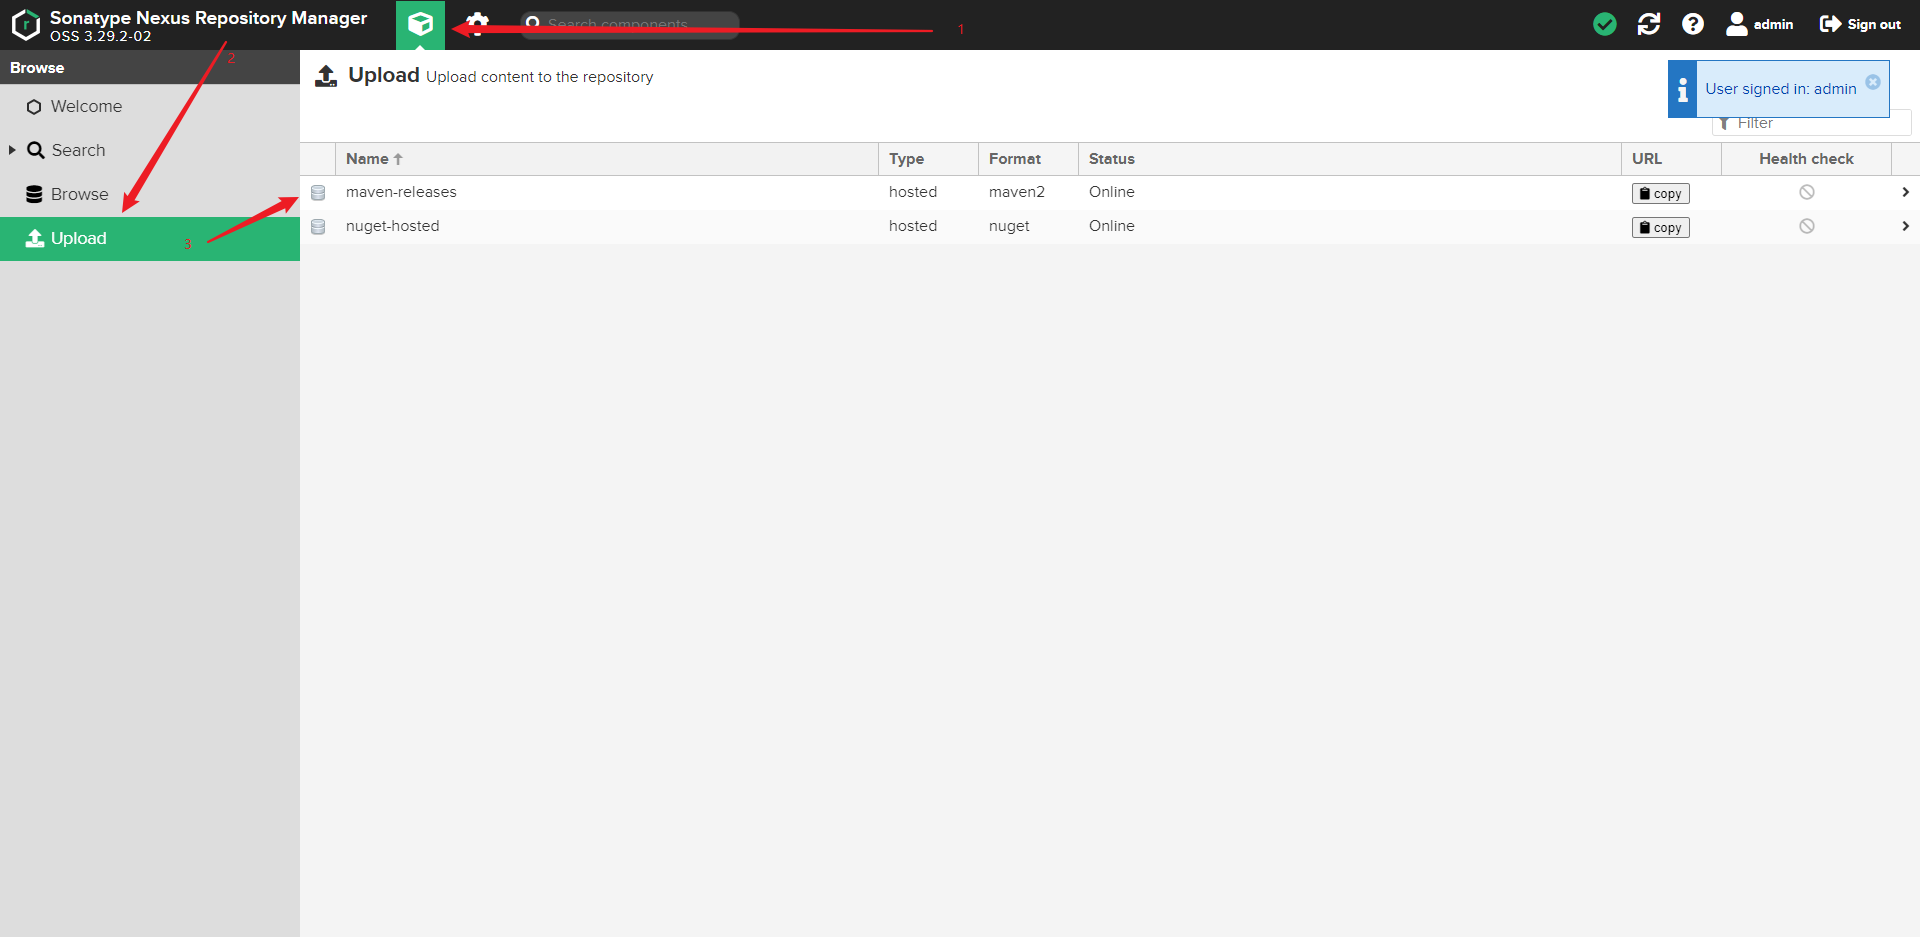 Sonatype Nexus Repository Manager
OSS 3.29.2-02
Search components
1
admin
Sign out
2
Browse
Welcome
Search
Browse
Upload
3
Upload Upload content to the repository
User signed in: admin
Filter
Name Type Format Status URL Health check
maven-releases hosted maven2 Online copy
nuget-hosted hosted nuget Online copy